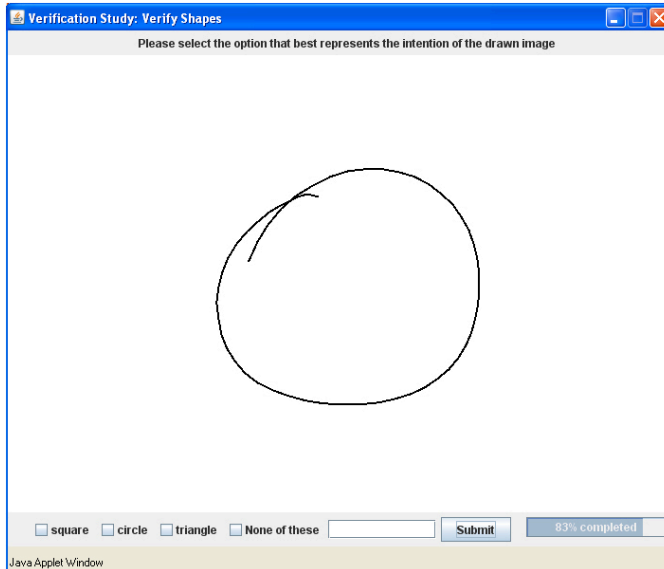 Verification Study: Verify Shapes
Please select the option that best represents the intention of the drawn image
square circle triangle None of these Submit 83% completed
Java Applet Window